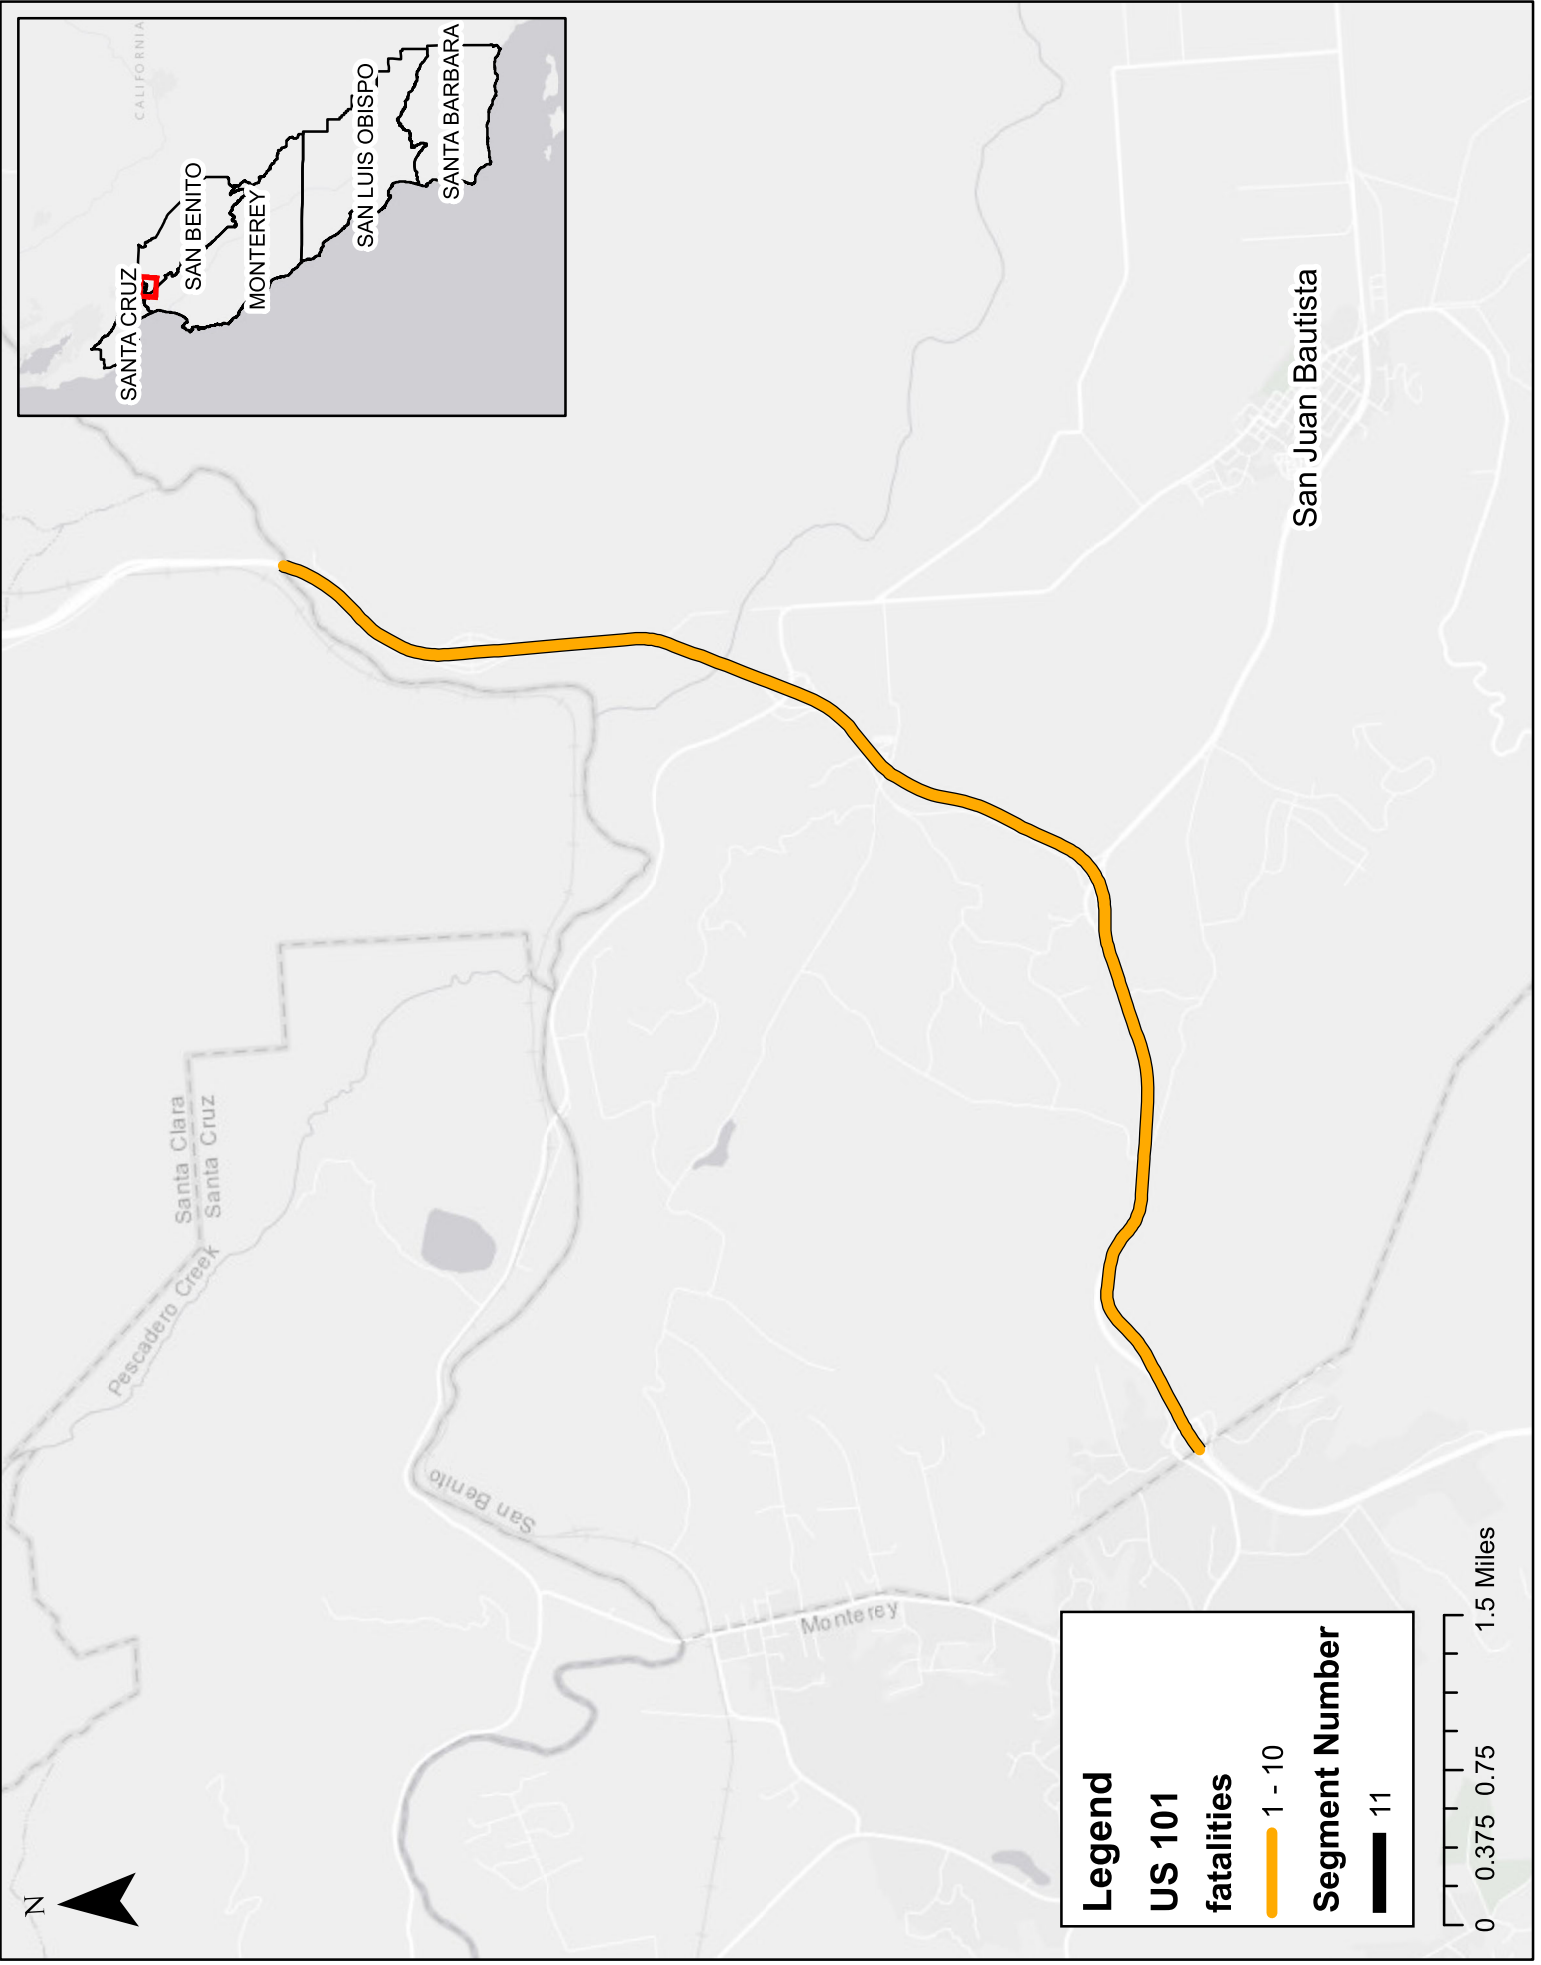 N
CALIFORNIA
SANTA CRUZ
SAN BENITO
MONTEREY
SAN LUIS OBISPO
SANTA BARBARA
Santa Clara
Santa Cruz
Pescadero Creek
San Benito
Monterey
San Juan Bautista
Legend
US 101
fatalities
1 - 10
Segment Number
11
0 0.375 0.75 1.5 Miles